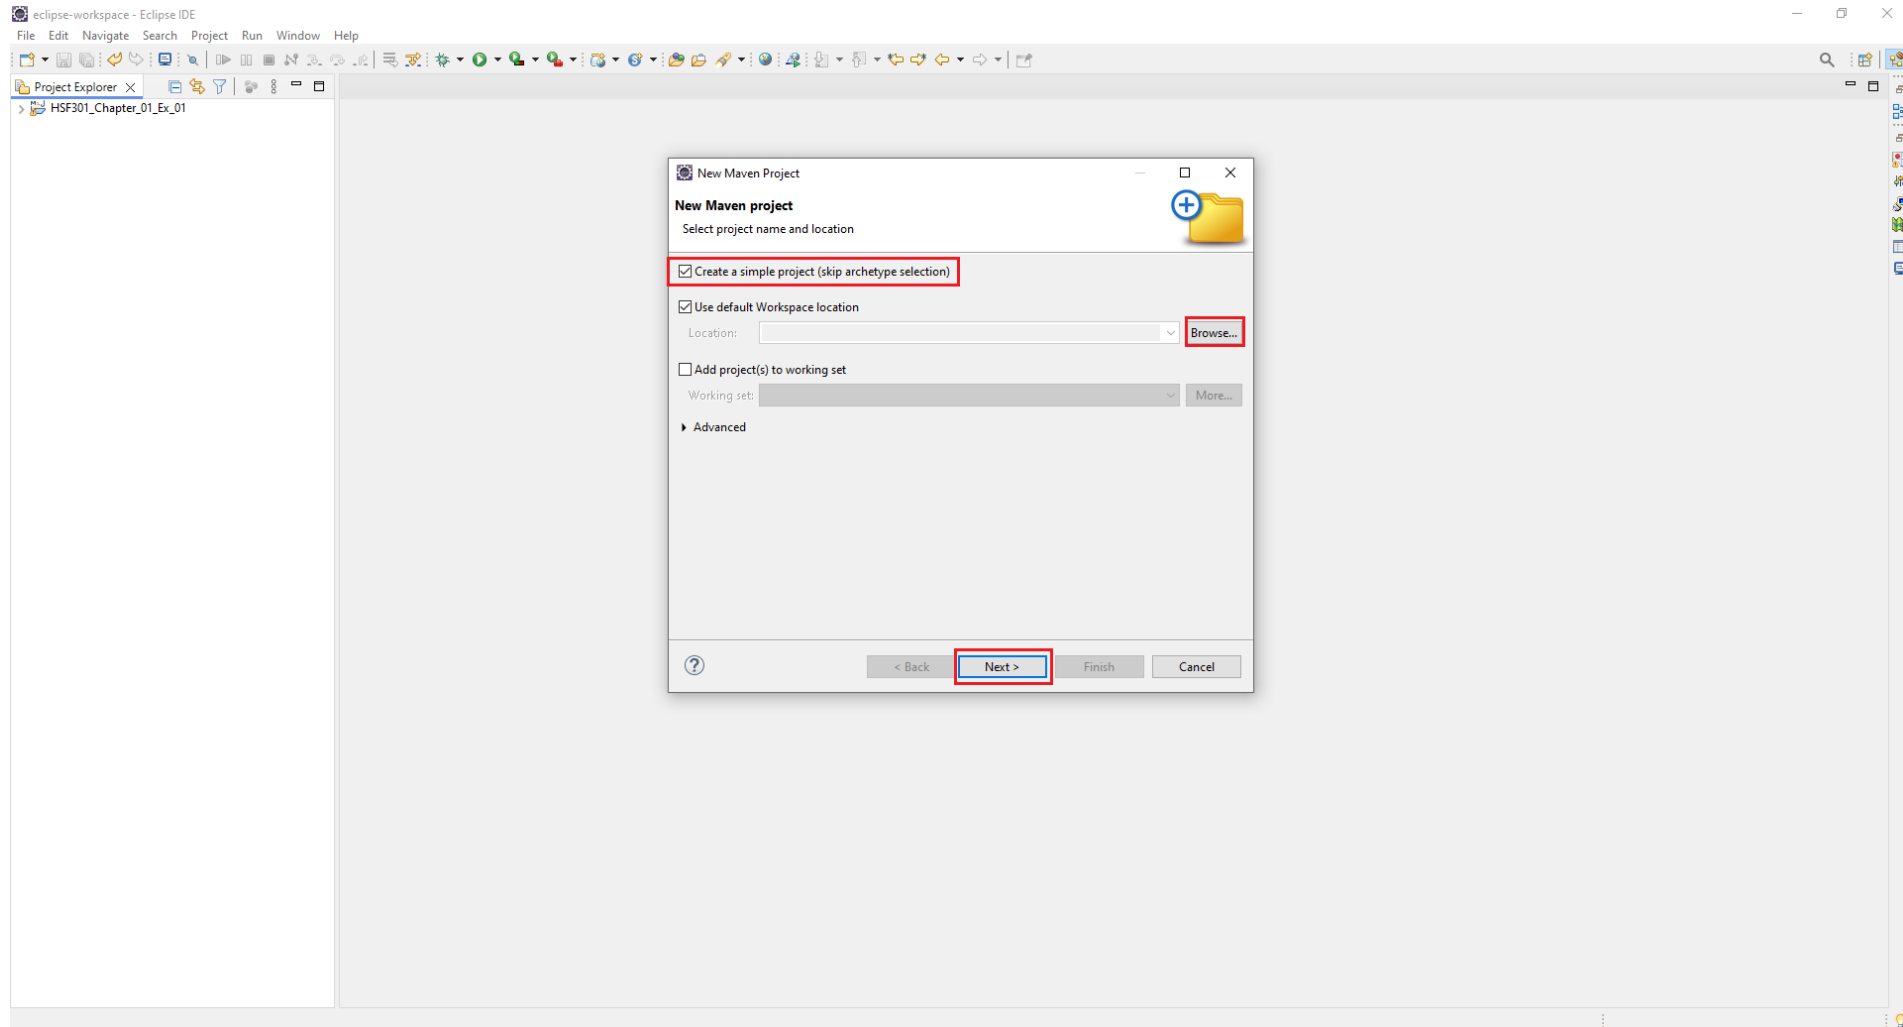 eclipse-workspace - Eclipse IDE
File Edit Navigate Search Project Run Window Help
Project Explorer
HSF301_Chapter_01_Ex_01
New Maven Project
New Maven project
Select project name and location
Create a simple project (skip archetype selection)
Use default Workspace location
Location:
Browse...
Add project(s) to working set
Working set:
More...
Advanced
< Back Next > Finish Cancel